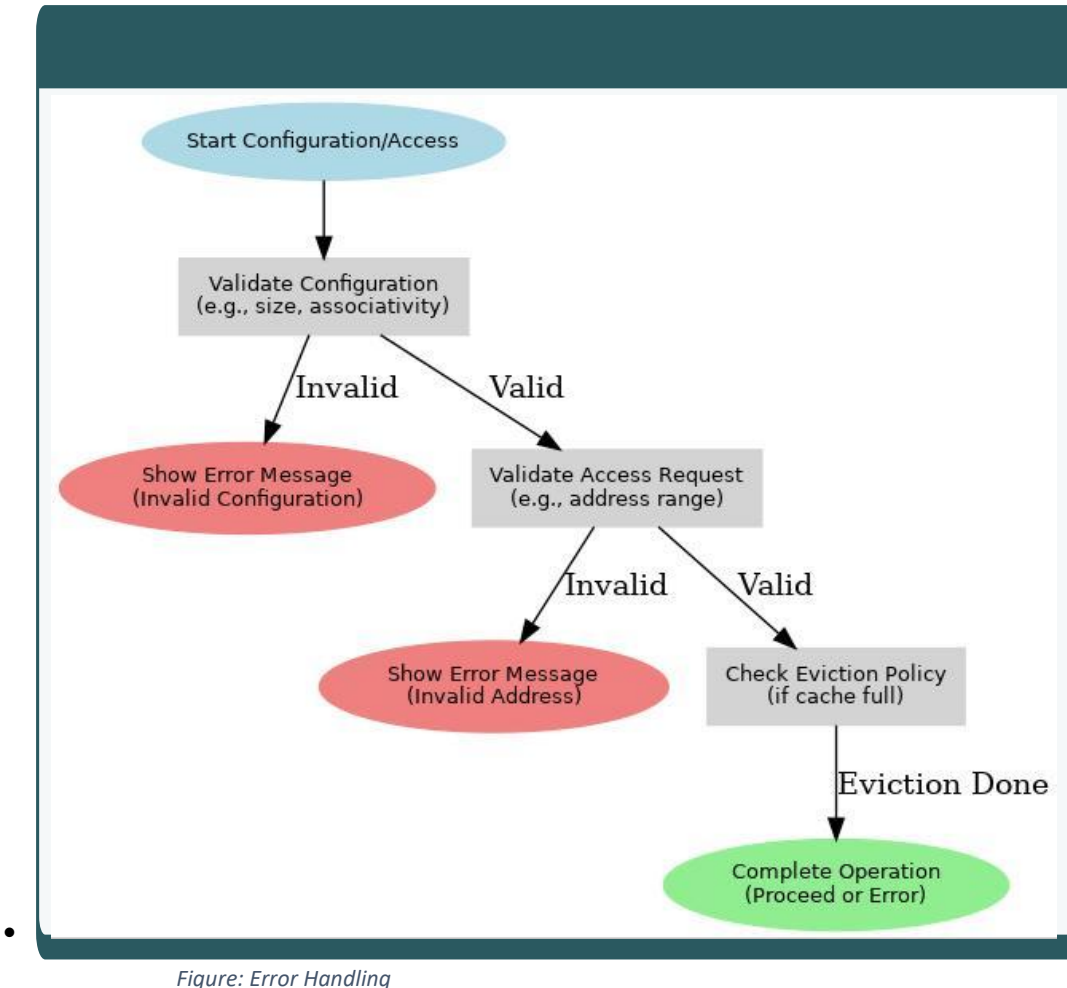 Start Configuration/Access
Validate Configuration
(e.g., size, associativity)
Invalid
Valid
Show Error Message
(Invalid Configuration)
Validate Access Request
(e.g., address range)
Invalid
Valid
Show Error Message
(Invalid Address)
Check Eviction Policy
(if cache full)
Eviction Done
Complete Operation
(Proceed or Error)
Figure: Error Handling